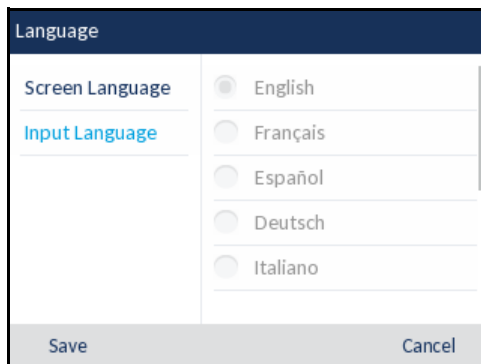 Language
Screen Language
Input Language
English
Français
Español
Deutsch
Italiano
Save
Cancel